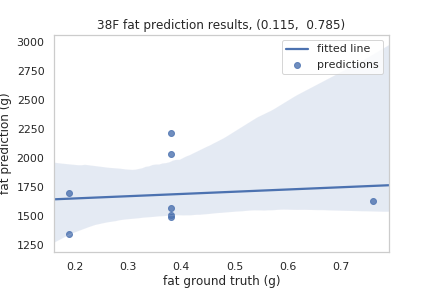 38F fat prediction results, (0.115,  0.785)
fitted line
predictions
3000
2750
2500
2250
2000
1750
1500
1250
fat prediction (g)
0.2 0.3 0.4 0.5 0.6 0.7
fat ground truth (g)